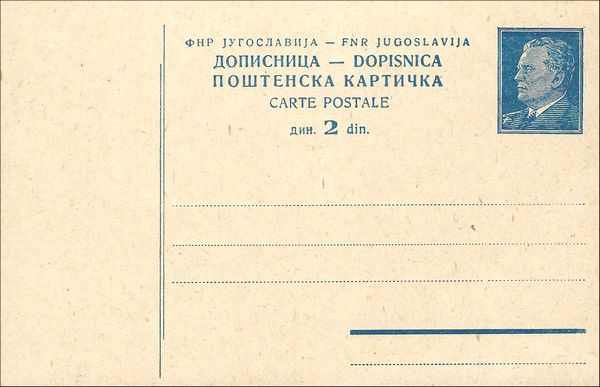 ФНР ЈУГОСЛАВИЈА — FNR JUGOSLAVIJA
ДОПИСНИЦА — DOPISNICA
ПОШТЕНСКА КАРТИЧКА
CARTE POSTALE
дин. 2 din.